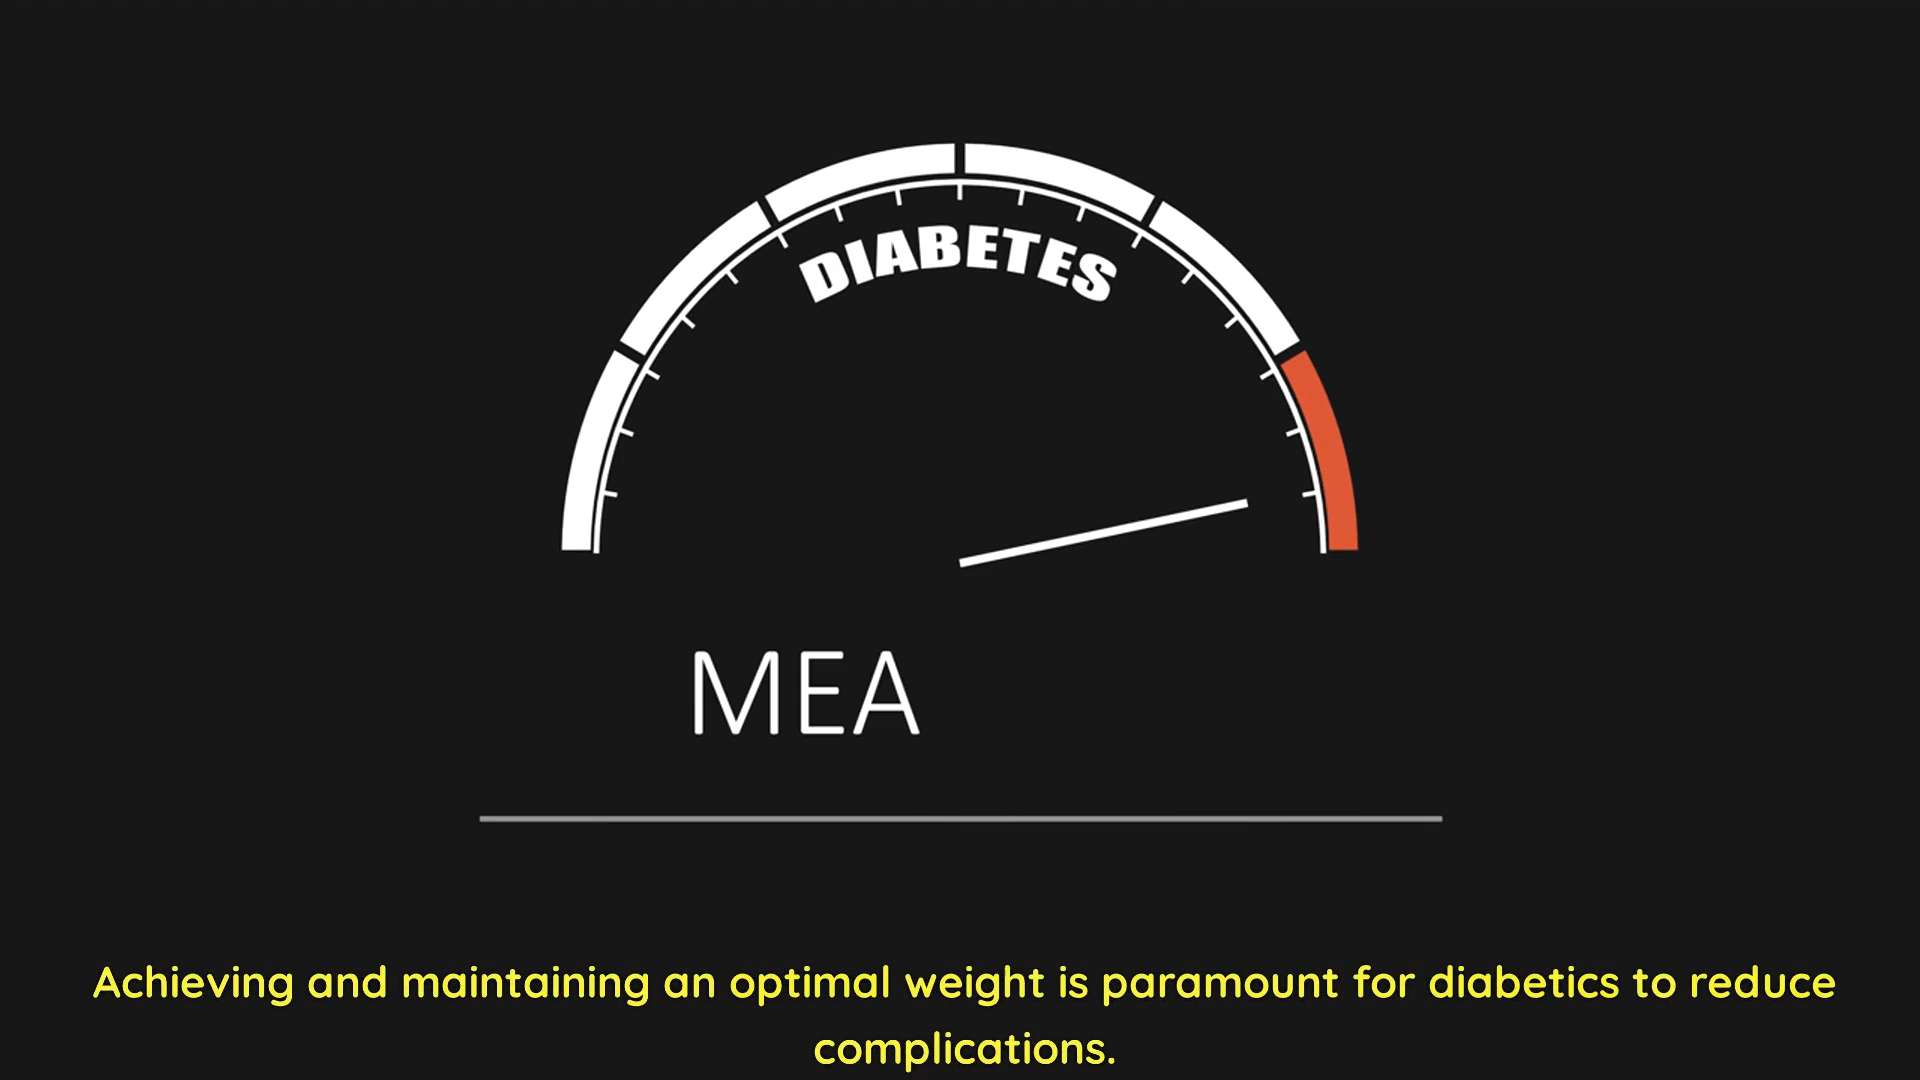 DIABETES
MEA
Achieving and maintaining an optimal weight is paramount for diabetics to reduce
complications.